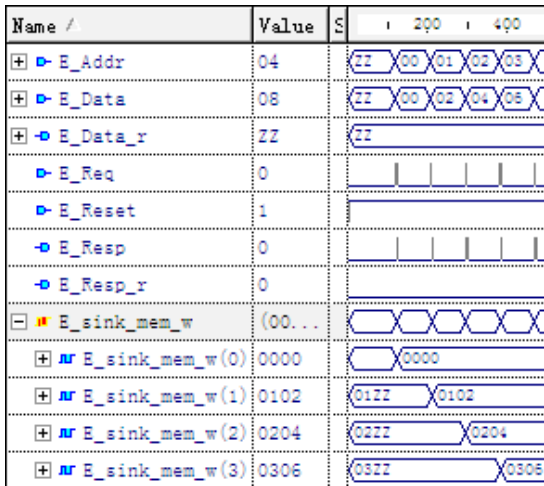 Name Value S 200 400
E_Addr 04 ZZ 00 01 02 03
E_Data 08 ZZ 00 02 04 06
E_Data_r ZZ ZZ
E_Req 0
E_Reset 1
E_Resp 0
E_Resp_r 0
E_sink_mem_w (00...
E_sink_mem_w(0) 0000 0000
E_sink_mem_w(1) 0102 01ZZ 0102
E_sink_mem_w(2) 0204 02ZZ 0204
E_sink_mem_w(3) 0306 03ZZ 0306